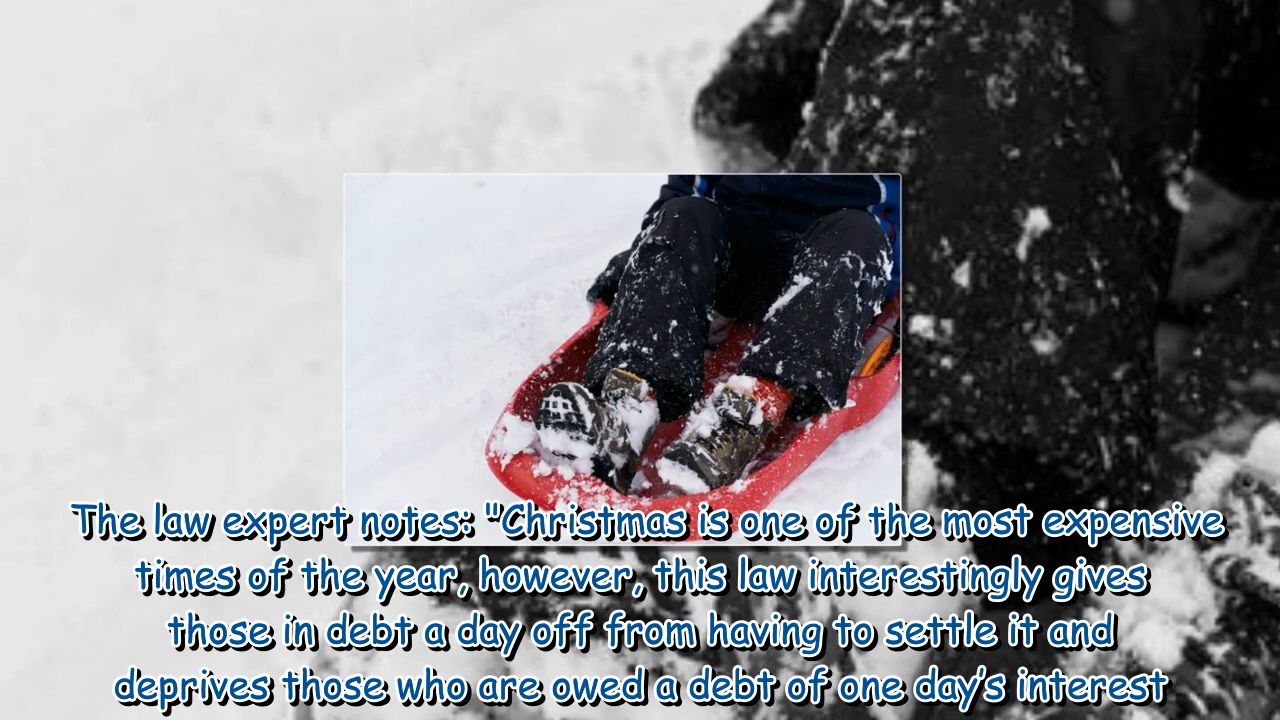 The law expert notes: "Christmas is one of the most expensive
times of the year, however, this law interestingly gives
those in debt a day off from having to settle it and
deprives those who are owed a debt of one day's interest